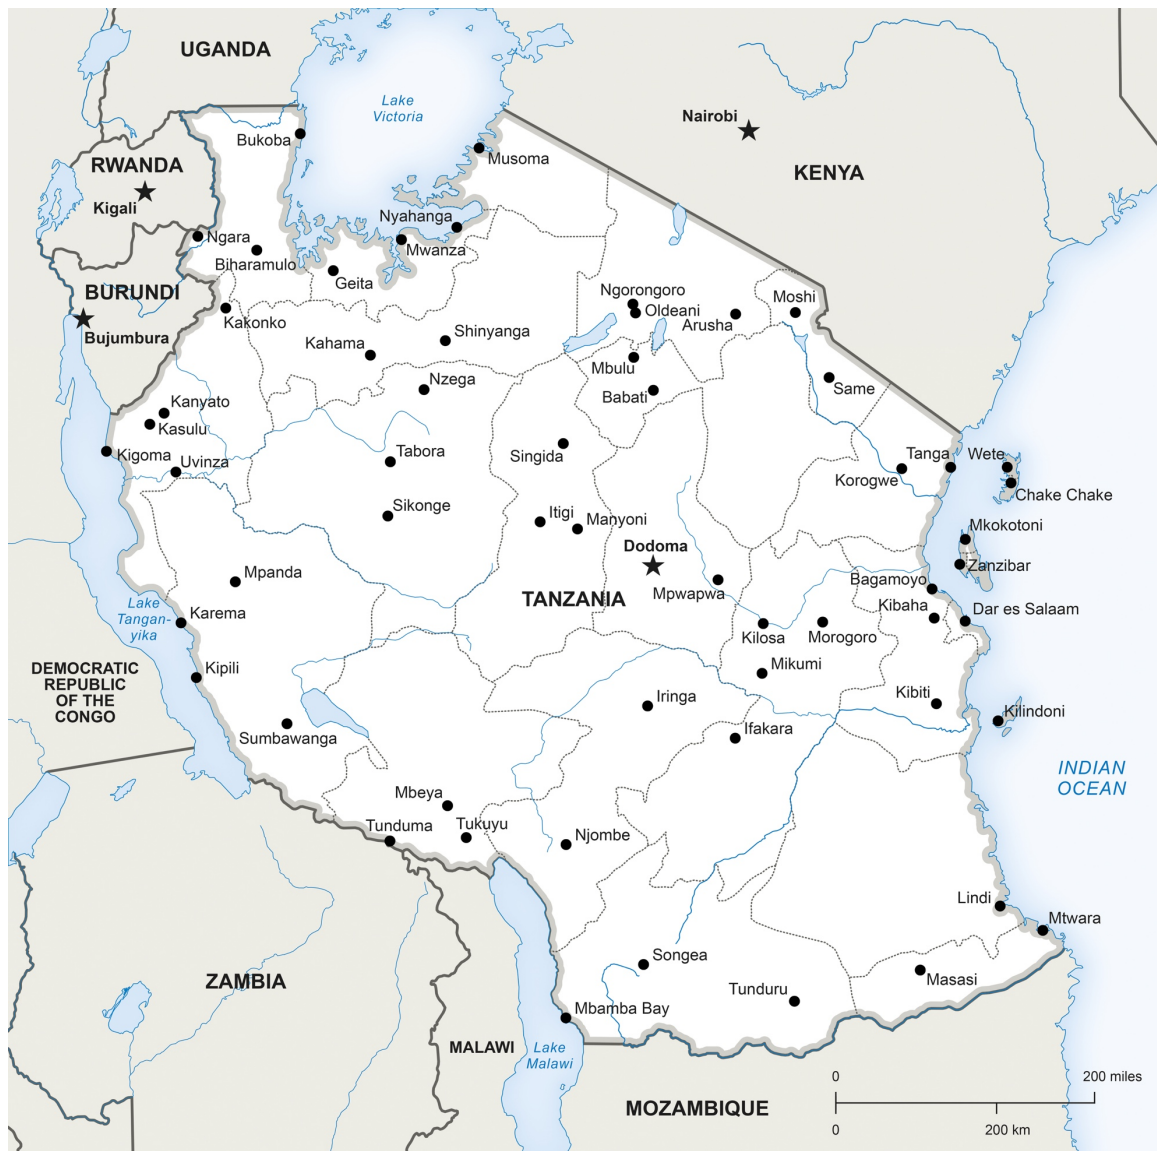 UGANDA
Lake
Victoria
Nairobi
KENYA
Bukoba
Musoma
RWANDA
Kigali
Nyahanga
Ngara
Mwanza
Biharamulo
Geita
BURUNDI
Bujumbura
Kakonko
Ngorongoro
Oldeani
Moshi
Arusha
Shinyanga
Kahama
Mbulu
Nzega
Babati
Same
Kanyato
Kasulu
Kigoma
Uvinza
Tabora
Singida
Tanga
Wete
Korogwe
Chake Chake
Sikonge
Itigi
Manyoni
Mkokotoni
Dodoma
Zanzibar
Mpanda
Mpwapwa
Bagamoyo
TANZANIA
Kibaha
Dar es Salaam
Lake
Tangan-
yika
Karema
Kilosa
Morogoro
Kipili
Mikumi
DEMOCRATIC
REPUBLIC
OF THE
CONGO
Iringa
Kibiti
Kilindoni
Sumbawanga
Ifakara
INDIAN
OCEAN
Mbeya
Tunduma
Tukuyu
Njombe
Lindi
Mtwara
Songea
ZAMBIA
Masasi
Tunduru
Mbamba Bay
MALAWI
Lake
Malawi
MOZAMBIQUE
0
200 miles
0
200 km